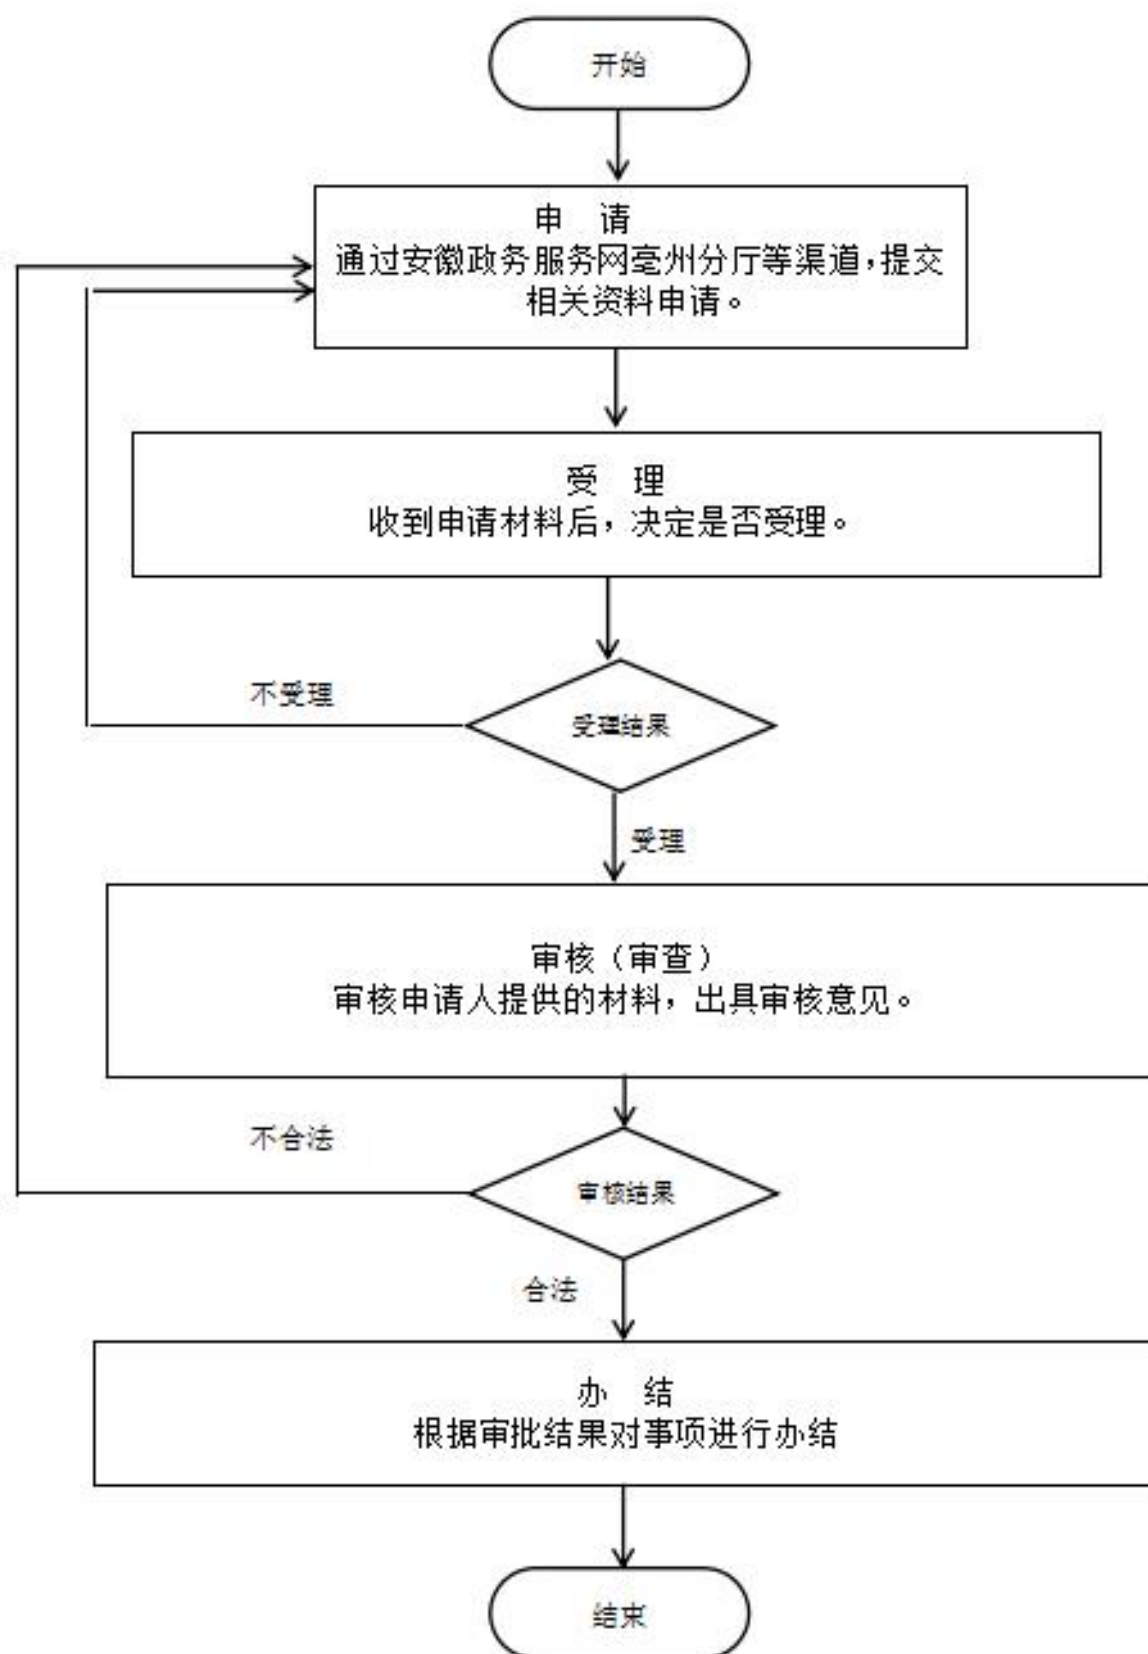 开始
申 请
通过安徽政务服务网亳州分厅等渠道,提交
相关资料申请。
受 理
收到申请材料后，决定是否受理。
不受理
受理结果
受理
审核（审查）
审核申请人提供的材料，出具审核意见。
不合法
审核结果
合法
办 结
根据审批结果对事项进行办结
结束